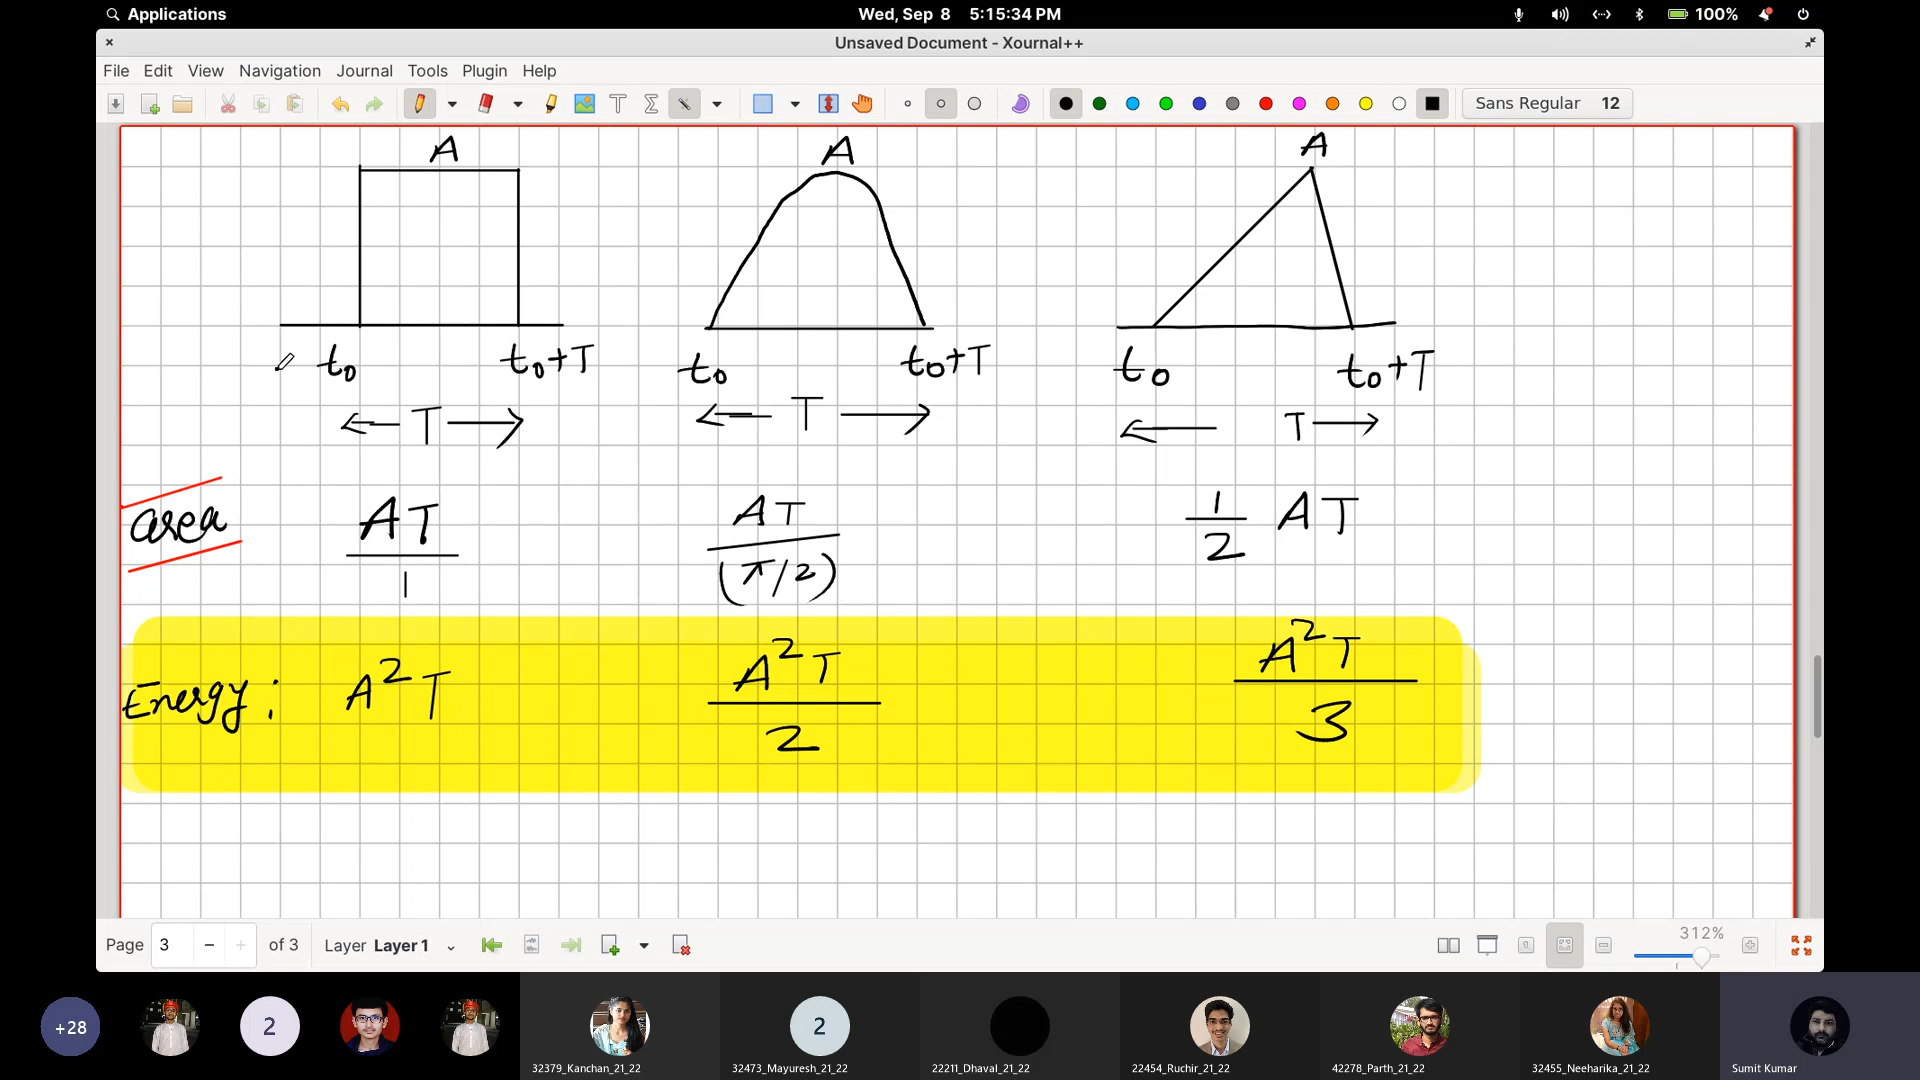 Applications
Wed, Sep 8 5:15:34 PM
100%
Unsaved Document - Xournal++
File Edit View Navigation Journal Tools Plugin Help
Sans Regular 12
A A A
t₀ t₀+T t₀ t₀+T t₀ t₀+T
← T → ← T → ← T →
area AT/1 AT/(π/2) 1/2 AT
Energy: A²T A²T/2 A²T/3
Page 3 of 3 Layer Layer 1 312%
+28 2 2
32379_Kanchan_21_22 32473_Mayuresh_21_22 22211_Dhaval_21_22 22454_Ruchir_21_22 42278_Parth_21_22 32455_Neeharika_21_22 Sumit Kumar